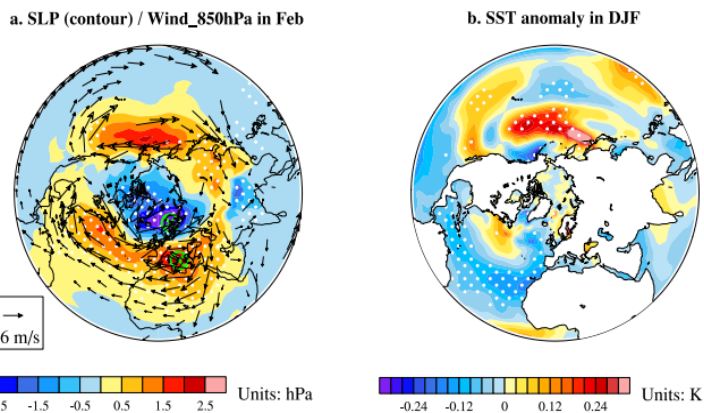 a. SLP (contour) / Wind_850hPa in Feb
b. SST anomaly in DJF
6 m/s
5 -1.5 -0.5 0.5 1.5 2.5 Units: hPa
-0.24 -0.12 0 0.12 0.24 Units: K